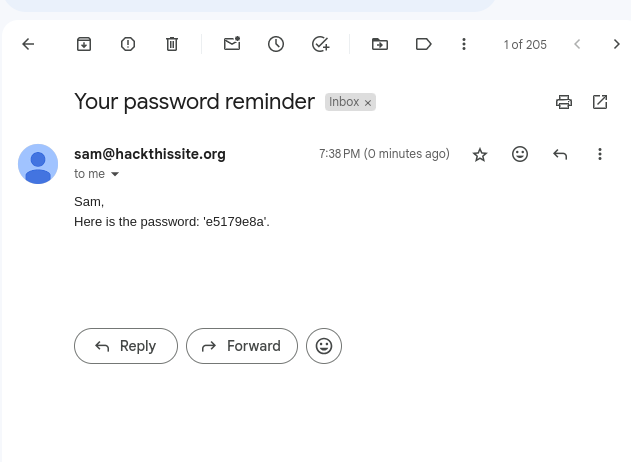 1 of 205
Your password reminder Inbox ×
sam@hackthissite.org 7:38 PM (0 minutes ago)
to me
Sam,
Here is the password: 'e5179e8a'.
Reply Forward